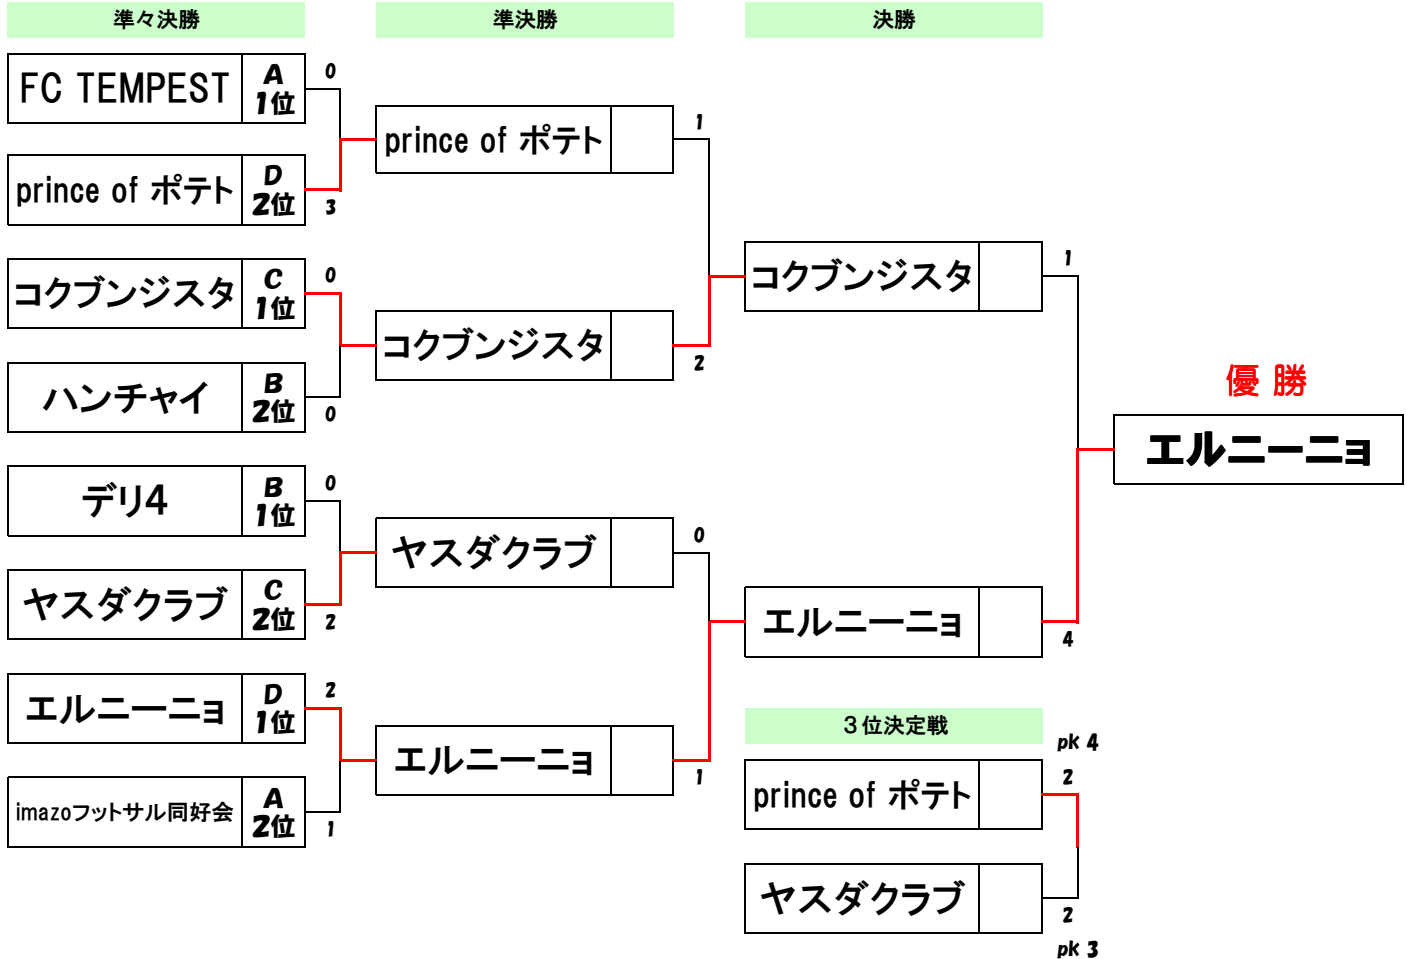 準々決勝
準決勝
決勝
FC TEMPEST
A
1位
0
prince of ポテト
D
2位
3
コクブンジスタ
C
1位
0
ハンチャイ
B
2位
0
デリ4
B
1位
0
ヤスダクラブ
C
2位
2
エルニーニョ
D
1位
2
imazoフットサル同好会
A
2位
1
prince of ポテト
1
コクブンジスタ
2
ヤスダクラブ
0
エルニーニョ
1
コクブンジスタ
1
エルニーニョ
4
優 勝
エルニーニョ
３位決定戦
pk 4
prince of ポテト
2
ヤスダクラブ
2
pk 3